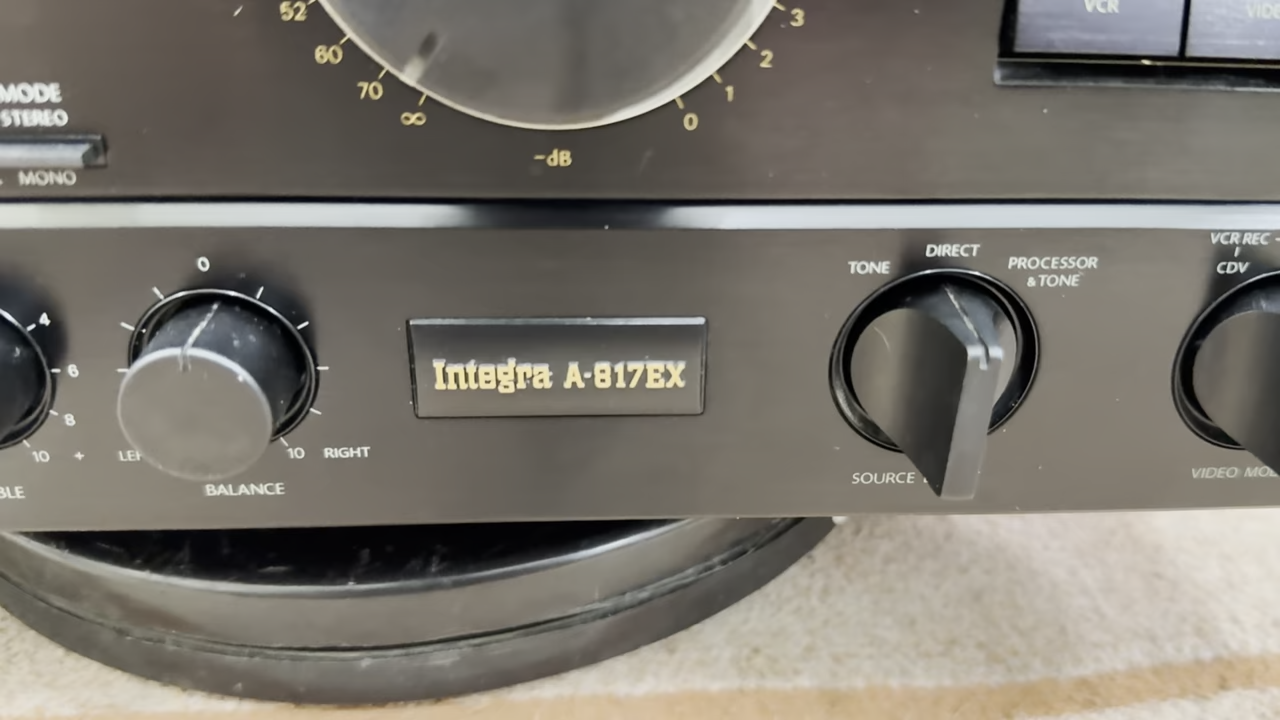 52
60
70
∞
-dB
0
1
2
3
VCR
MODE
STEREO
MONO
4
6
8
10 +
0
10 RIGHT
BALANCE
Integra A-817EX
TONE
DIRECT
PROCESSOR
& TONE
SOURCE
VCR REC -
CDV
VIDEO